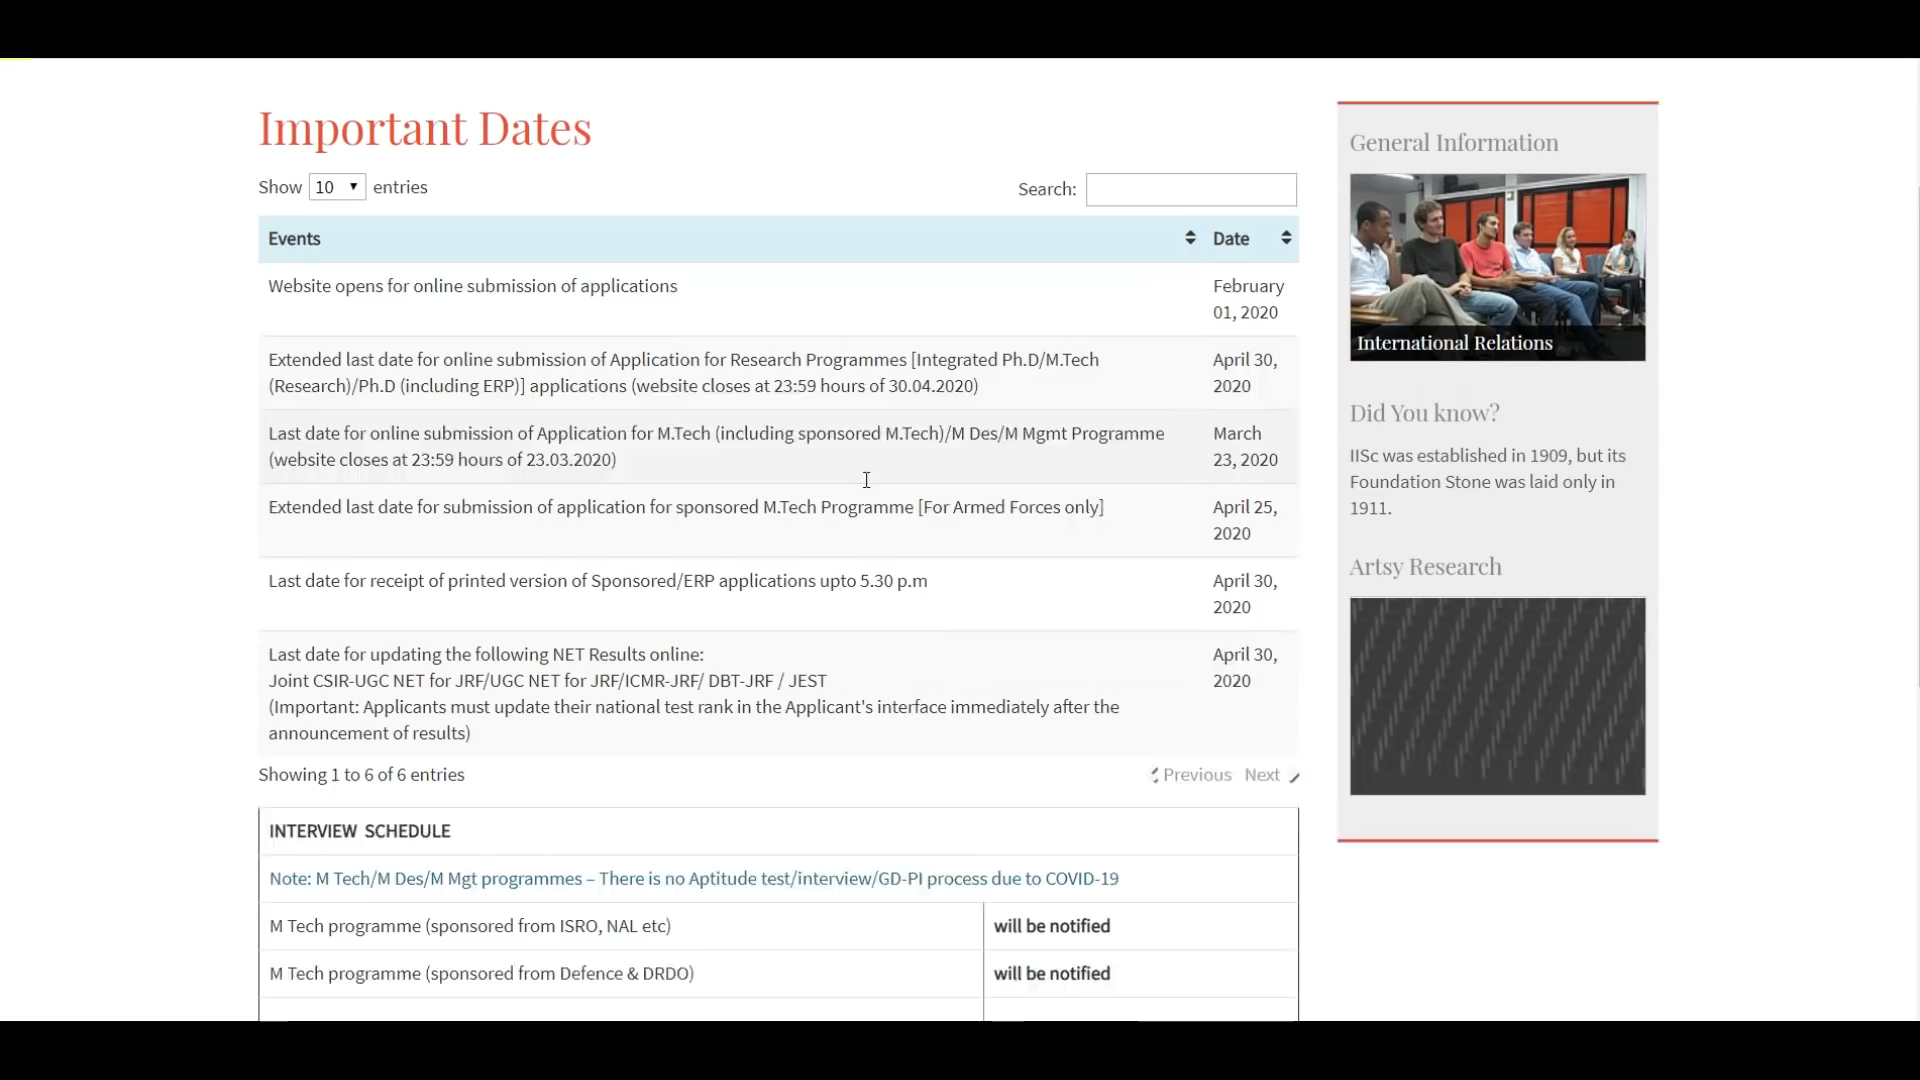 Important Dates
Show 10 entries
Search:
Events
Date
Website opens for online submission of applications
February
01, 2020
Extended last date for online submission of Application for Research Programmes [Integrated Ph.D/M.Tech
(Research)/Ph.D (including ERP)] applications (website closes at 23:59 hours of 30.04.2020)
April 30,
2020
Last date for online submission of Application for M.Tech (including sponsored M.Tech)/M Des/M Mgmt Programme
(website closes at 23:59 hours of 23.03.2020)
March
23, 2020
Extended last date for submission of application for sponsored M.Tech Programme [For Armed Forces only]
April 25,
2020
Last date for receipt of printed version of Sponsored/ERP applications upto 5.30 p.m
April 30,
2020
Last date for updating the following NET Results online:
Joint CSIR-UGC NET for JRF/UGC NET for JRF/ICMR-JRF/ DBT-JRF / JEST
(Important: Applicants must update their national test rank in the Applicant's interface immediately after the
announcement of results)
April 30,
2020
Showing 1 to 6 of 6 entries
Previous Next
INTERVIEW SCHEDULE
Note: M Tech/M Des/M Mgt programmes – There is no Aptitude test/interview/GD-PI process due to COVID-19
M Tech programme (sponsored from ISRO, NAL etc)
will be notified
M Tech programme (sponsored from Defence & DRDO)
will be notified
General Information
International Relations
Did You know?
IISc was established in 1909, but its
Foundation Stone was laid only in
1911.
Artsy Research